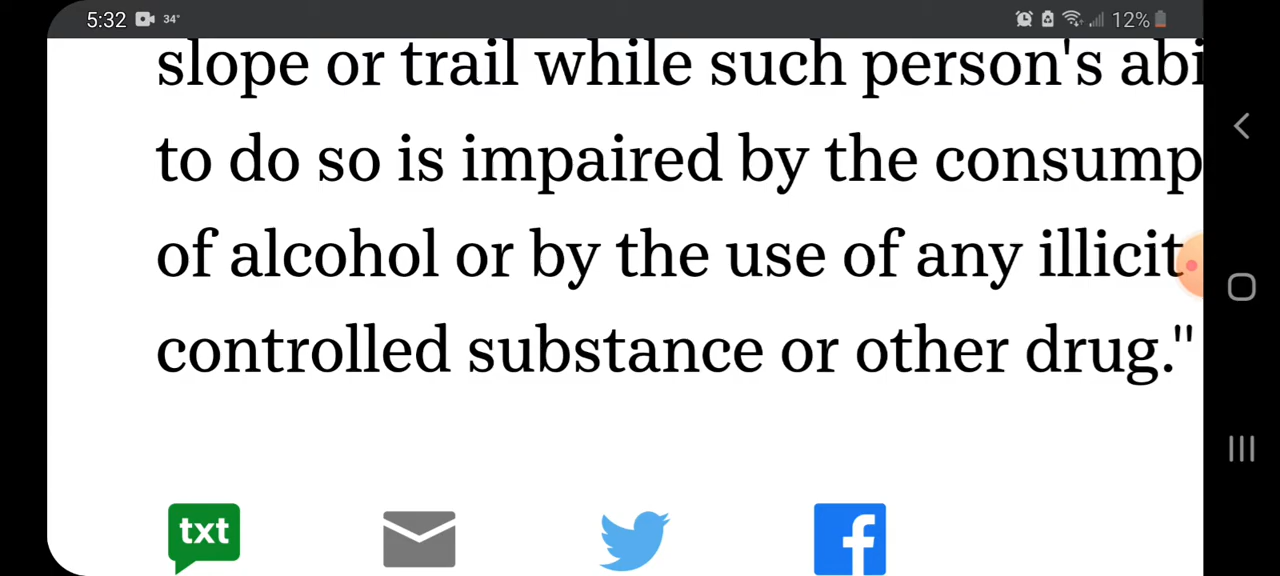 5:32 34°
12%
slope or trail while such person's abi
to do so is impaired by the consump
of alcohol or by the use of any illicit
controlled substance or other drug."
txt